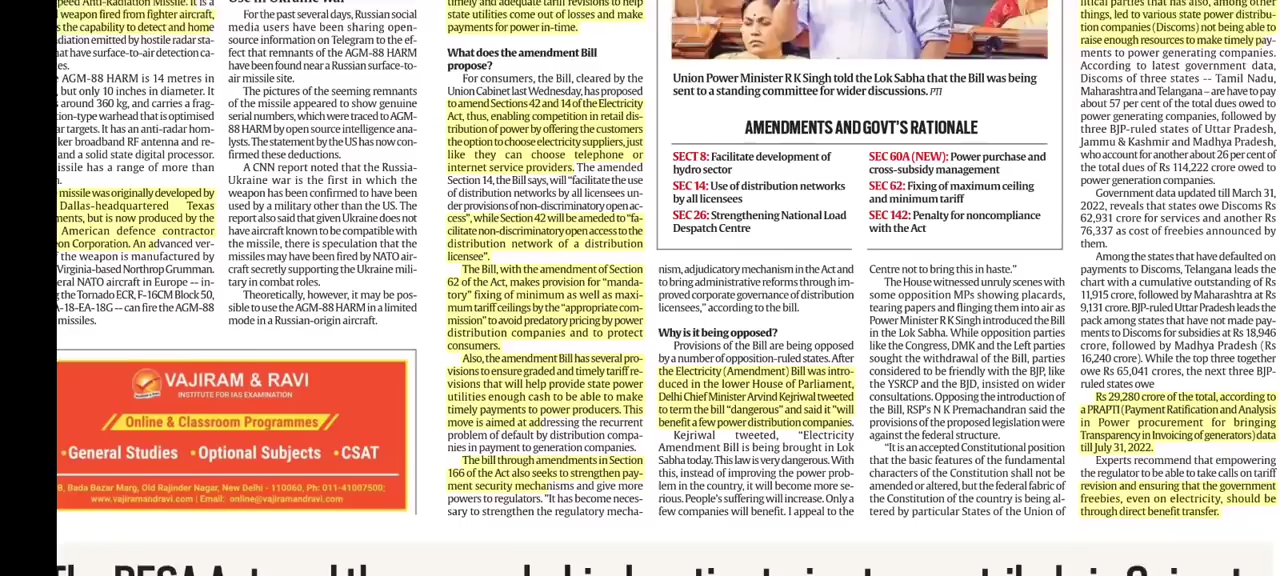 peed Anti-Radiation Missile. It is a
weapon fired from fighter aircraft,
s the capability to detect and home
diation emitted by hostile radar sta-
at have surface-to-air detection ca-
es.
AGM-88 HARM is 14 metres in
, but only 10 inches in diameter. It
around 360 kg, and carries a frag-
tion-type warhead that is optimised
ar targets. It has an anti-radar hom-
ker broadband RF antenna and re-
and a solid state digital processor.
issile has a range of more than
n.
missile was originally developed by
Dallas-headquartered Texas
ments, but is now produced by the
American defence contractor
on Corporation. An advanced ver-
f the weapon is manufactured by
Virginia-based Northrop Grumman.
eral NATO aircraft in Europe -- in-
g the Tornado ECR, F-16CM Block 50,
A-18-EA-18G -- can fire the AGM-88
missiles.
Use in Ukraine war
For the past several days, Russian social
media users have been sharing open-
source information on Telegram to the ef-
fect that remnants of the AGM-88 HARM
have been found near a Russian surface-to-
air missile site.
The pictures of the seeming remnants
of the missile appeared to show genuine
serial numbers, which were traced to AGM-
88 HARM by open source intelligence ana-
lysts. The statement by the US has now con-
firmed these deductions.
A CNN report noted that the Russia-
Ukraine war is the first in which the
weapon has been confirmed to have been
used by a military other than the US. The
report also said that given Ukraine does not
have aircraft known to be compatible with
the missile, there is speculation that the
missiles may have been fired by NATO air-
craft secretly supporting the Ukraine mili-
tary in combat roles.
Theoretically, however, it may be pos-
sible to use the AGM-88 HARM in a limited
mode in a Russian-origin aircraft.
VAJIRAM & RAVI
INSTITUTE FOR IAS EXAMINATION
Online & Classroom Programmes
•General Studies •Optional Subjects •CSAT
B, Bada Bazar Marg, Old Rajinder Nagar, New Delhi - 110060, Ph: 011-41007500;
www.vajiramandravi.com | Email: online@vajiramandravi.com
timely and adequate tariff revisions to help
state utilities come out of losses and make
payments for power in-time.
What does the amendment Bill
propose?
For consumers, the Bill, cleared by the
Union Cabinet last Wednesday, has proposed
to amend Sections 42 and 14 of the Electricity
Act, thus, enabling competition in retail dis-
tribution of power by offering the customers
the option to choose electricity suppliers, just
like they can choose telephone or
internet service providers. The amended
Section 14, the Bill says, will "facilitate the use
of distribution networks by all licensees un-
der provisions of non-discriminatory open ac-
cess", while Section 42 will be ameded to "fa-
cilitate non-discriminatory open access to the
distribution network of a distribution
licensee".
The Bill, with the amendment of Section
62 of the Act, makes provision for "manda-
tory" fixing of minimum as well as maxi-
mum tariff ceilings by the "appropriate com-
mission" to avoid predatory pricing by power
distribution companies and to protect
consumers.
Also, the amendment Bill has several pro-
visions to ensure graded and timely tariff re-
visions that will help provide state power
utilities enough cash to be able to make
timely payments to power producers. This
move is aimed at addressing the recurrent
problem of default by distribution compa-
nies in payment to generation companies.
The bill through amendments in Section
166 of the Act also seeks to strengthen pay-
ment security mechanisms and give more
powers to regulators. "It has become neces-
sary to strengthen the regulatory mecha-
Union Power Minister R K Singh told the Lok Sabha that the Bill was being
sent to a standing committee for wider discussions. PTI
AMENDMENTS AND GOVT'S RATIONALE
SECT 8: Facilitate development of
hydro sector
SEC 14: Use of distribution networks
by all licensees
SEC 26: Strengthening National Load
Despatch Centre
SEC 60A (NEW): Power purchase and
cross-subsidy management
SEC 62: Fixing of maximum ceiling
and minimum tariff
SEC 142: Penalty for noncompliance
with the Act
nism, adjudicatory mechanism in the Act and
to bring administrative reforms through im-
proved corporate governance of distribution
licensees," according to the bill.
Why is it being opposed?
Provisions of the Bill are being opposed
by a number of opposition-ruled states. After
the Electricity (Amendment) Bill was intro-
duced in the lower House of Parliament,
Delhi Chief Minister Arvind Kejriwal tweeted
to term the bill "dangerous" and said it "will
benefit a few power distribution companies.
Kejriwal tweeted, "Electricity
Amendment Bill is being brought in Lok
Sabha today. This law is very dangerous. With
this, instead of improving the power prob-
lem in the country, it will become more se-
rious. People's suffering will increase. Only a
few companies will benefit. I appeal to the
Centre not to bring this in haste."
The House witnessed unruly scenes with
some opposition MPs showing placards,
tearing papers and flinging them into air as
Power Minister R K Singh introduced the Bill
in the Lok Sabha. While opposition parties
like the Congress, DMK and the Left parties
sought the withdrawal of the Bill, parties
considered to be friendly with the BJP, like
the YSRCP and the BJD, insisted on wider
consultations. Opposing the introduction of
the Bill, RSP's N K Premachandran said the
provisions of the proposed legislation were
against the federal structure.
"It is an accepted Constitutional position
that the basic features of the fundamental
characters of the Constitution shall not be
amended or altered, but the federal fabric of
the Constitution of the country is being al-
tered by particular States of the Union of
litical parties that has also, among other
things, led to various state power distribu-
tion companies (Discoms) not being able to
raise enough resources to make timely pay-
ments to power generating companies.
According to latest government data,
Discoms of three states -- Tamil Nadu,
Maharashtra and Telangana – are have to pay
about 57 per cent of the total dues owed to
power generating companies, followed by
three BJP-ruled states of Uttar Pradesh,
Jammu & Kashmir and Madhya Pradesh,
who account for another about 26 per cent of
the total dues of Rs 114,222 crore owed to
power generating companies.
Government data updated till March 31,
2022, reveals that states owe Discoms Rs
62,931 crore for services and another Rs
76,337 as cost of freebies announced by
them.
Among the states that have defaulted on
payments to Discoms, Telangana leads the
chart with a cumulative outstanding of Rs
11,915 crore, followed by Maharashtra at Rs
9,131 crore. BJP-ruled Uttar Pradesh leads the
pack among states that have not made pay-
ments to Discoms for subsidies at Rs 18,946
crore, followed by Madhya Pradesh (Rs
16,240 crore). While the top three together
owe Rs 65,041 crores, the next three BJP-
ruled states owe
Rs 29,280 crore of the total, according to
a PRAPTI (Payment Ratification and Analysis
in Power procurement for bringing
Transparency in Invoicing of generators) data
till July 31, 2022.
Experts recommend that empowering
the regulator to be able to take calls on tariff
revision and ensuring that the government
freebies, even on electricity, should be
through direct benefit transfer.